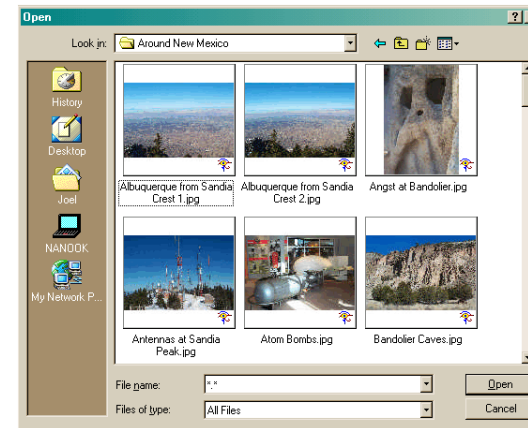 Open
Look in:
Around New Mexico
History
Desktop
Joel
NANOOK
My Network P...
Albuquerque from Sandia
Crest 1.jpg
Albuquerque from Sandia
Crest 2.jpg
Angst at Bandolier.jpg
Antennas at Sandia
Peak.jpg
Atom Bombs.jpg
Bandolier Caves.jpg
File name:
*.*
Open
Files of type:
All Files
Cancel